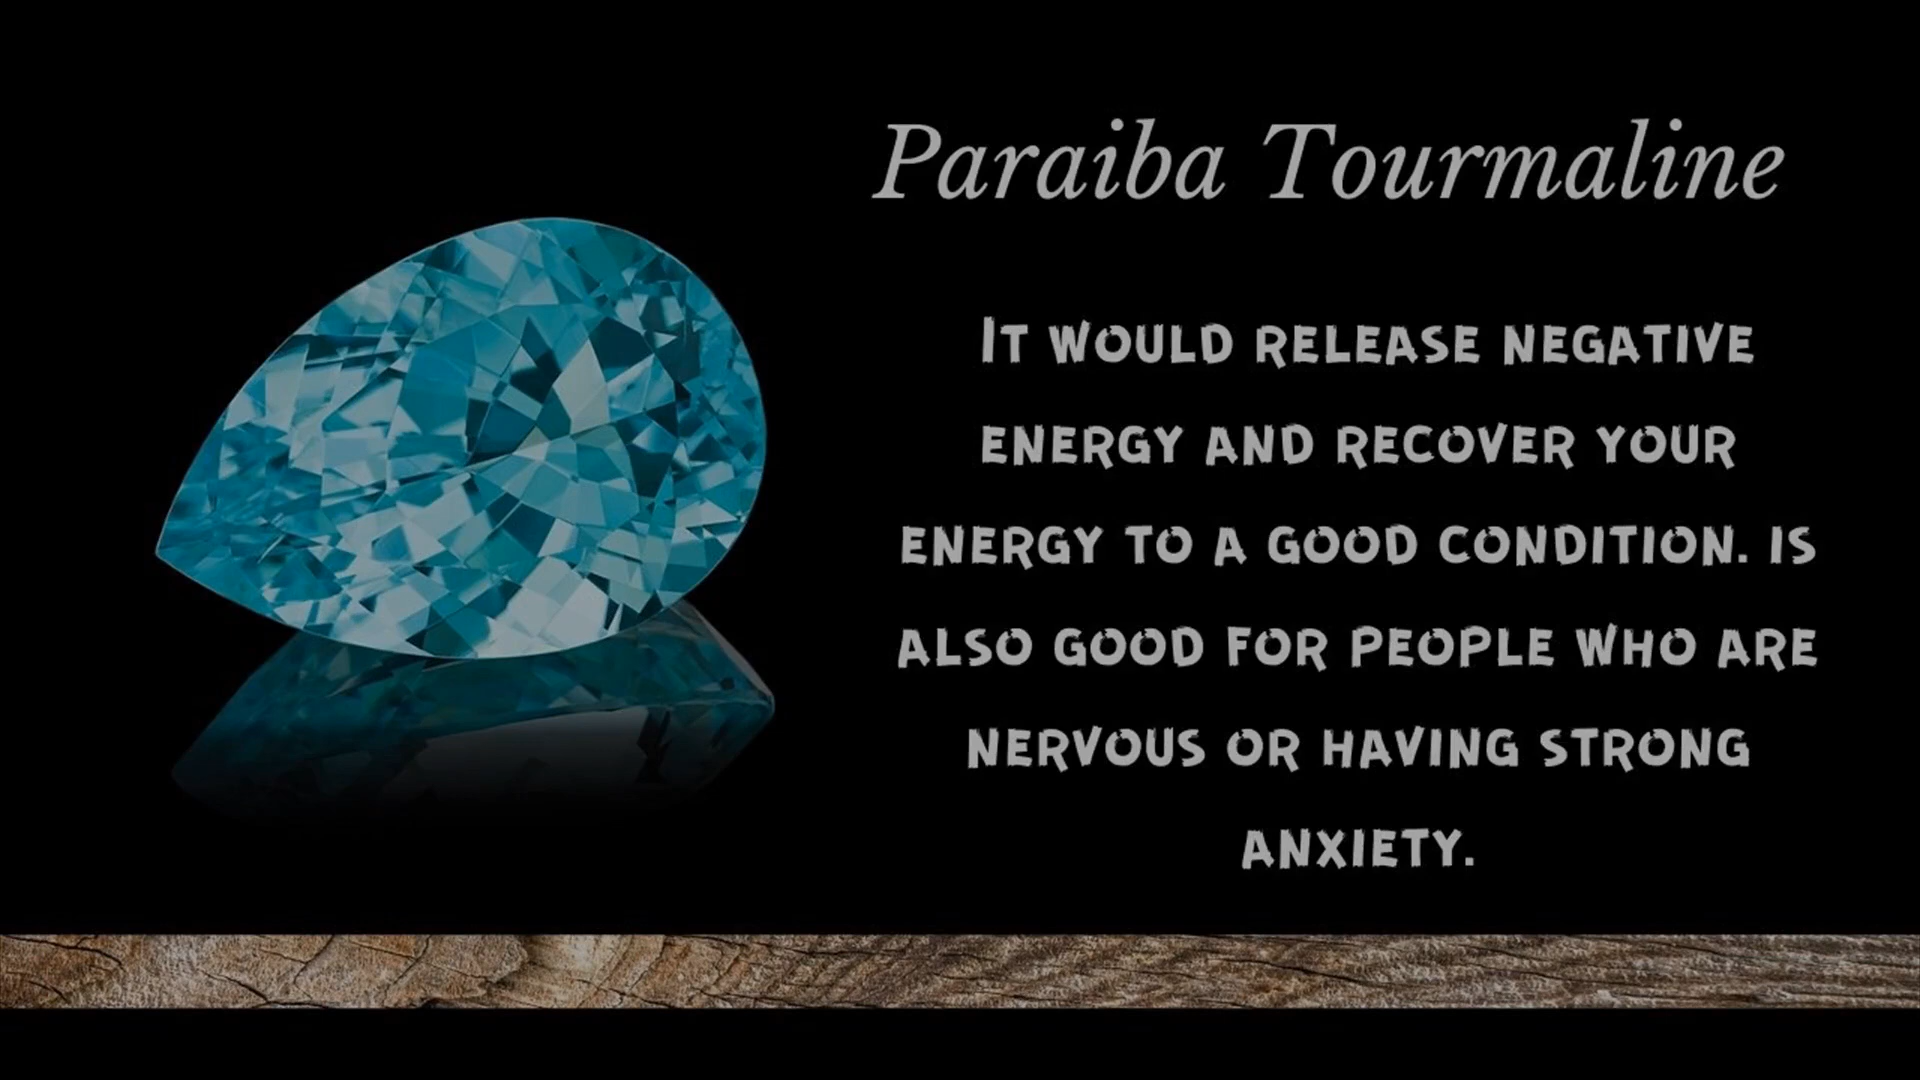 Paraiba Tourmaline
It would release negative
energy and recover your
energy to a good condition. Is
also good for people who are
nervous or having strong
anxiety.